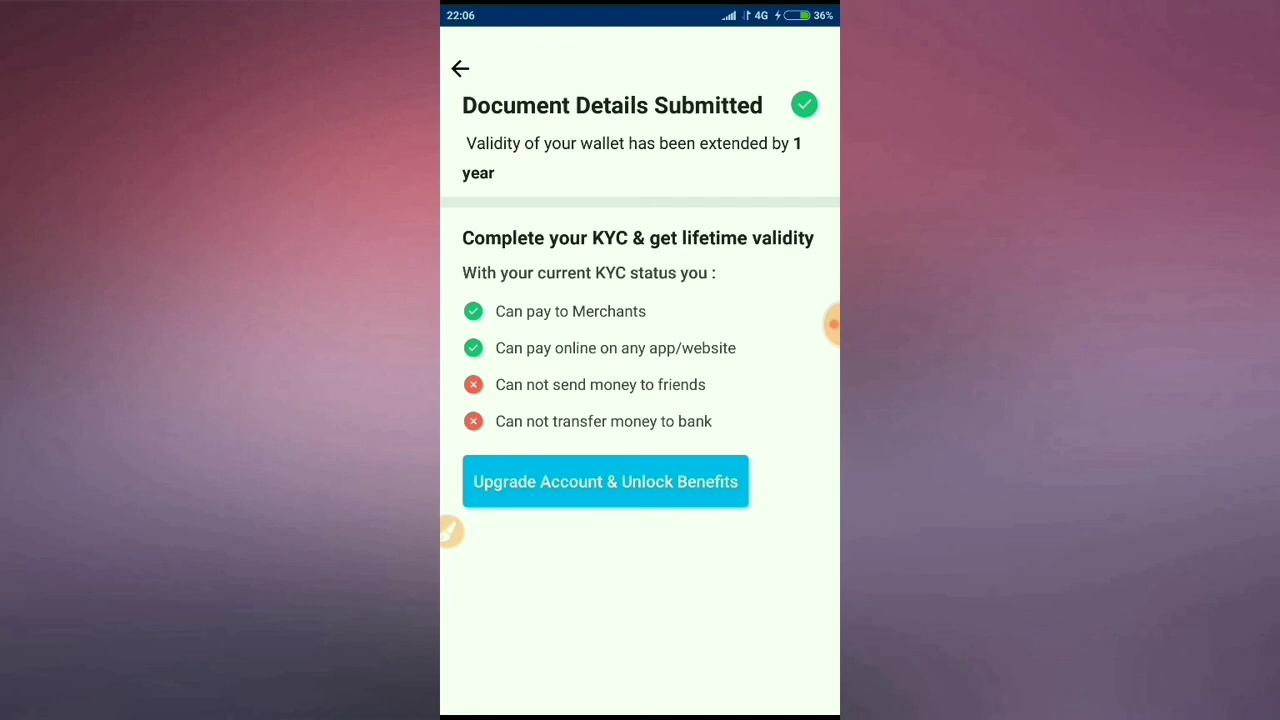 22:06 4G 36%
Document Details Submitted
Validity of your wallet has been extended by 1
year
Complete your KYC & get lifetime validity
With your current KYC status you :
Can pay to Merchants
Can pay online on any app/website
Can not send money to friends
Can not transfer money to bank
Upgrade Account & Unlock Benefits